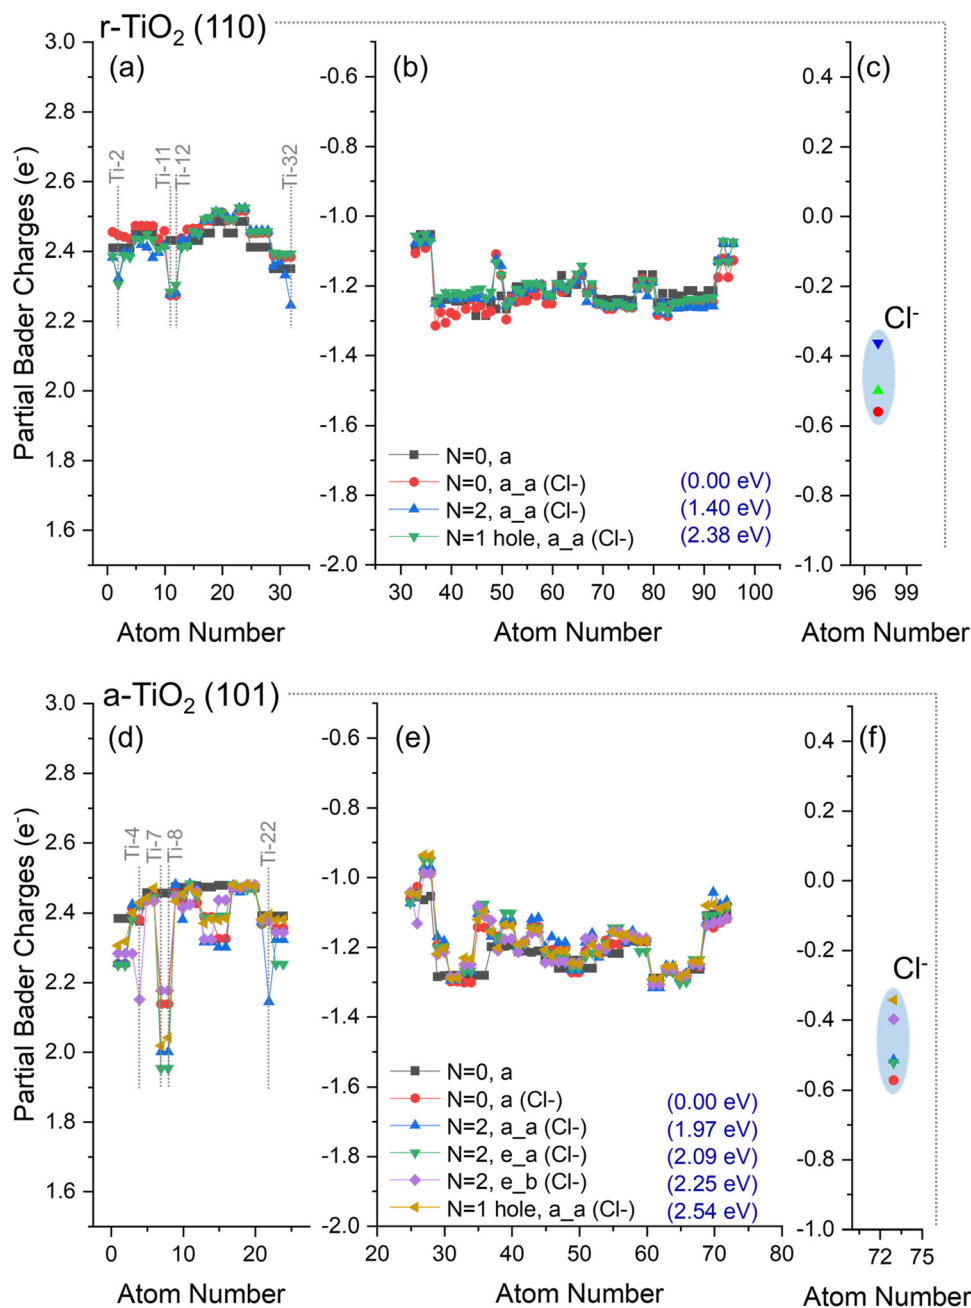 r-TiO2 (110)
(a)
(b)
(c)
3.0
2.8
2.6
2.4
2.2
2.0
1.8
1.6
Partial Bader Charges (e-)
Ti-2
Ti-11
Ti-12
Ti-32
0 10 20 30
Atom Number
-0.6
-0.8
-1.0
-1.2
-1.4
-1.6
-1.8
-2.0
N=0, a
N=0, a_a (Cl-) (0.00 eV)
N=2, a_a (Cl-) (1.40 eV)
N=1 hole, a_a (Cl-) (2.38 eV)
30 40 50 60 70 80 90 100
Atom Number
0.4
0.2
0.0
-0.2
-0.4
-0.6
-0.8
-1.0
Cl-
96 99
Atom Number
a-TiO2 (101)
(d)
(e)
(f)
3.0
2.8
2.6
2.4
2.2
2.0
1.8
1.6
Partial Bader Charges (e-)
Ti-4
Ti-7
Ti-8
Ti-22
0 10 20
Atom Number
-0.6
-0.8
-1.0
-1.2
-1.4
-1.6
-1.8
-2.0
N=0, a
N=0, a (Cl-) (0.00 eV)
N=2, a_a (Cl-) (1.97 eV)
N=2, e_a (Cl-) (2.09 eV)
N=2, e_b (Cl-) (2.25 eV)
N=1 hole, a_a (Cl-) (2.54 eV)
20 30 40 50 60 70 80
Atom Number
0.4
0.2
0.0
-0.2
-0.4
-0.6
-0.8
-1.0
Cl-
72 75
Atom Number